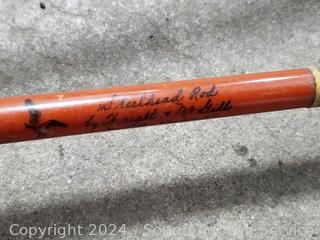 Steelhead Rod
by Wright & McGill
Copyright 2024 -